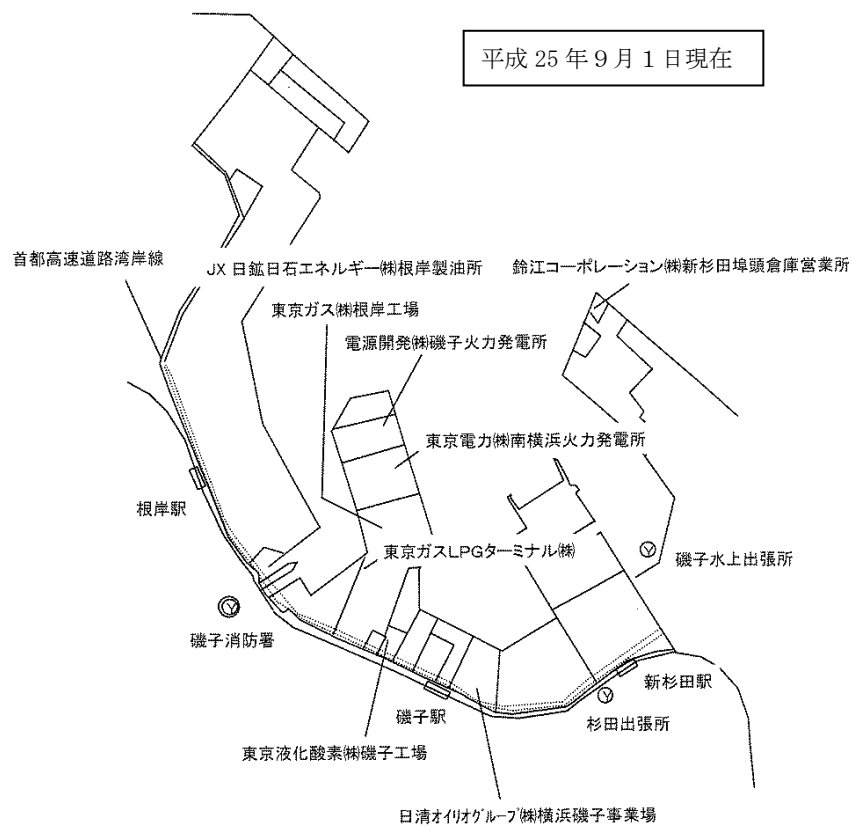 平成 25 年 9 月 1 日現在
首都高速道路湾岸線
JX 日鉱日石エネルギー㈱根岸製油所
鈴江コーポレーション㈱新杉田埠頭倉庫営業所
東京ガス㈱根岸工場
電源開発㈱磯子火力発電所
東京電力㈱南横浜火力発電所
根岸駅
東京ガスLPGターミナル㈱
磯子水上出張所
磯子消防署
新杉田駅
磯子駅
杉田出張所
東京液化酸素㈱磯子工場
日清オイリオグループ㈱横浜磯子事業場